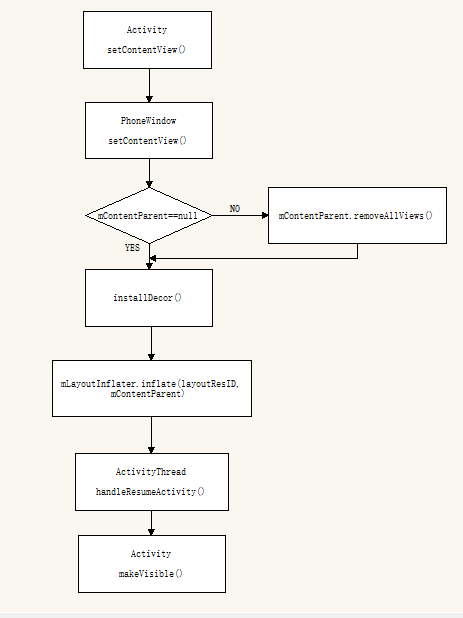 Activity
setContentView()
PhoneWindow
setContentView()
mContentParent==null
NO
mContentParent.removeAllViews()
YES
installDecor()
mLayoutInflater.inflate(layoutResID,
mContentParent)
ActivityThread
handleResumeActivity()
Activity
makeVisible()